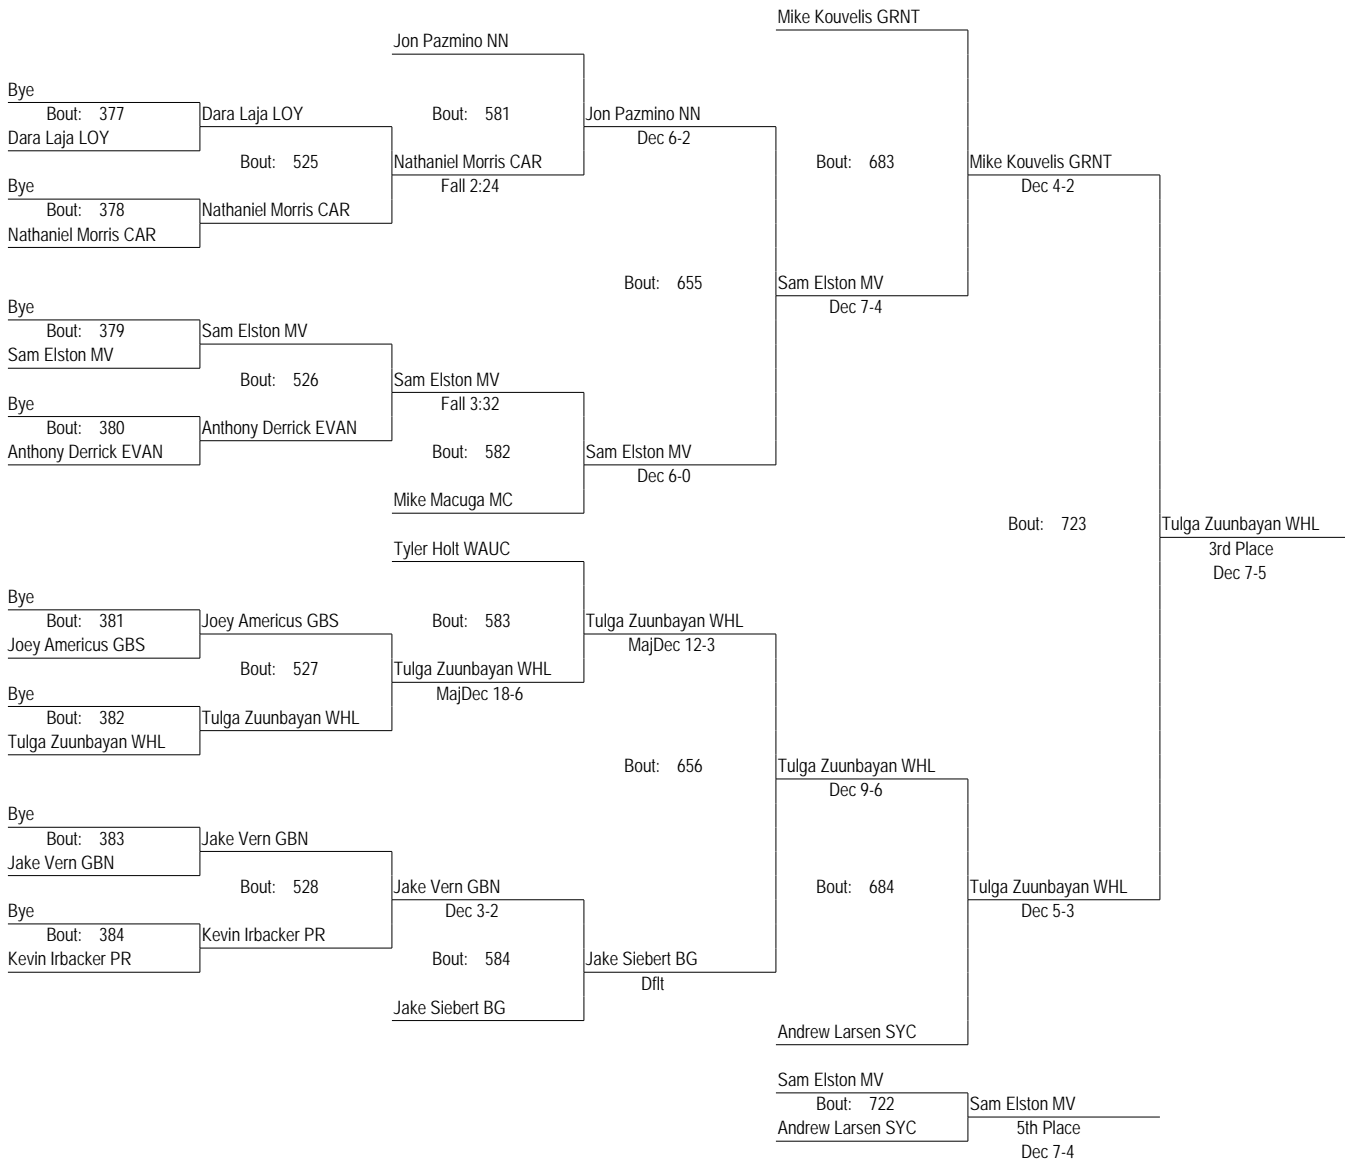 Mike Kouvelis GRNT
Jon Pazmino NN
Bye
Bout: 377
Dara Laja LOY
Bout: 581
Jon Pazmino NN
Dara Laja LOY
Dec 6-2
Bout: 525
Nathaniel Morris CAR
Bout: 683
Mike Kouvelis GRNT
Bye
Fall 2:24
Dec 4-2
Bout: 378
Nathaniel Morris CAR
Nathaniel Morris CAR
Bout: 655
Sam Elston MV
Bye
Dec 7-4
Bout: 379
Sam Elston MV
Sam Elston MV
Bout: 526
Sam Elston MV
Bye
Fall 3:32
Bout: 380
Anthony Derrick EVAN
Anthony Derrick EVAN
Bout: 582
Sam Elston MV
Dec 6-0
Mike Macuga MC
Bout: 723
Tulga Zuunbayan WHL
Tyler Holt WAUC
3rd Place
Dec 7-5
Bye
Bout: 381
Joey Americus GBS
Bout: 583
Tulga Zuunbayan WHL
Joey Americus GBS
MajDec 12-3
Bout: 527
Tulga Zuunbayan WHL
Bye
MajDec 18-6
Bout: 382
Tulga Zuunbayan WHL
Tulga Zuunbayan WHL
Bout: 656
Tulga Zuunbayan WHL
Dec 9-6
Bye
Bout: 383
Jake Vern GBN
Jake Vern GBN
Bout: 528
Jake Vern GBN
Bout: 684
Tulga Zuunbayan WHL
Bye
Dec 3-2
Dec 5-3
Bout: 384
Kevin Irbacker PR
Kevin Irbacker PR
Bout: 584
Jake Siebert BG
Dflt
Jake Siebert BG
Andrew Larsen SYC
Sam Elston MV
Bout: 722
Sam Elston MV
Andrew Larsen SYC
5th Place
Dec 7-4